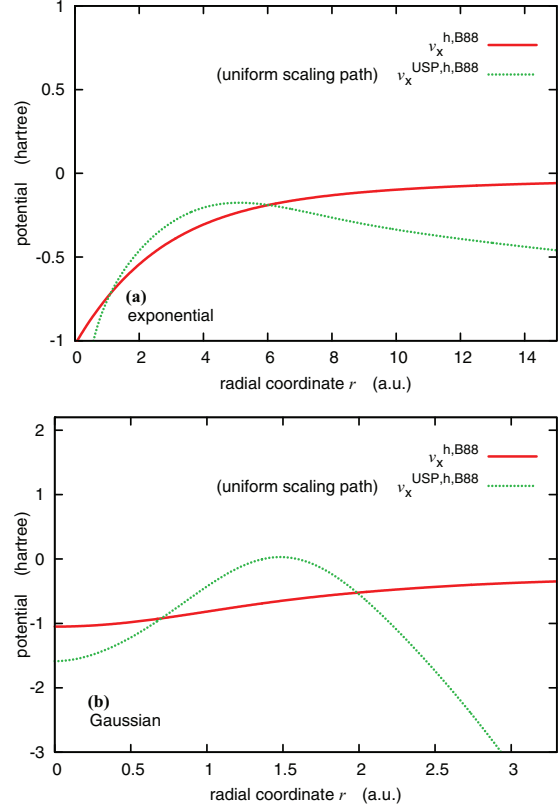 1
0.5
0
-0.5
-1
0 2 4 6 8 10 12 14
potential (hartree)
radial coordinate r (a.u.)
v_x^h,B88
(uniform scaling path) v_x^USP,h,B88
(a)
exponential
2
1
0
-1
-2
-3
0 0.5 1 1.5 2 2.5 3
potential (hartree)
radial coordinate r (a.u.)
v_x^h,B88
(uniform scaling path) v_x^USP,h,B88
(b)
Gaussian